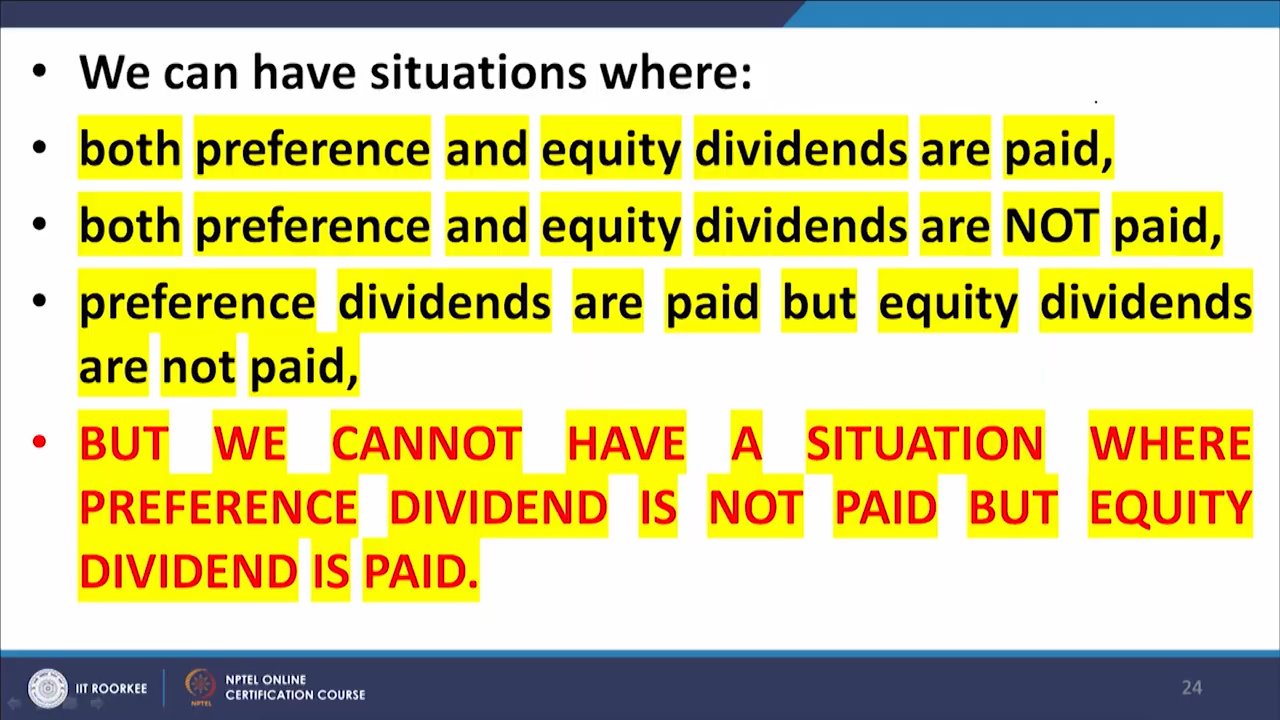 • We can have situations where:
• both preference and equity dividends are paid,
• both preference and equity dividends are NOT paid,
• preference dividends are paid but equity dividends
are not paid,
• BUT WE CANNOT HAVE A SITUATION WHERE
PREFERENCE DIVIDEND IS NOT PAID BUT EQUITY
DIVIDEND IS PAID.
IIT ROORKEE
NPTEL
NPTEL ONLINE
CERTIFICATION COURSE
24